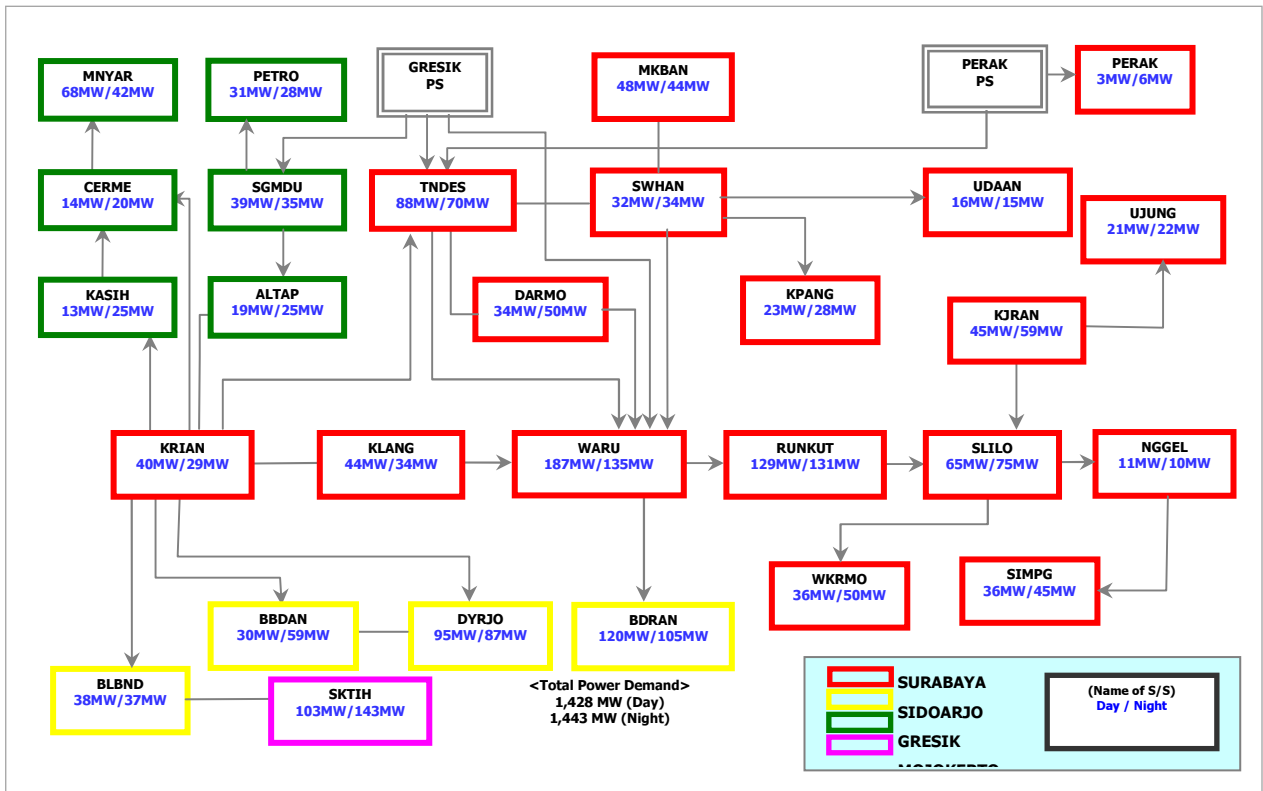 MNYAR
68MW/42MW
PETRO
31MW/28MW
GRESIK
PS
MKBAN
48MW/44MW
PERAK
PS
PERAK
3MW/6MW
CERME
14MW/20MW
SGMDU
39MW/35MW
TNDES
88MW/70MW
SWHAN
32MW/34MW
UDAAN
16MW/15MW
UJUNG
21MW/22MW
KASIH
13MW/25MW
ALTAP
19MW/25MW
DARMO
34MW/50MW
KPANG
23MW/28MW
KJRAN
45MW/59MW
KRIAN
40MW/29MW
KLANG
44MW/34MW
WARU
187MW/135MW
RUNKUT
129MW/131MW
SLILO
65MW/75MW
NGGEL
11MW/10MW
WKRMO
36MW/50MW
SIMPG
36MW/45MW
BBDAN
30MW/59MW
DYRJO
95MW/87MW
BDRAN
120MW/105MW
BLBND
38MW/37MW
SKTIH
103MW/143MW
<Total Power Demand>
1,428 MW (Day)
1,443 MW (Night)
SURABAYA
SIDOARJO
GRESIK
MOJOKERTO
(Name of S/S)
Day / Night